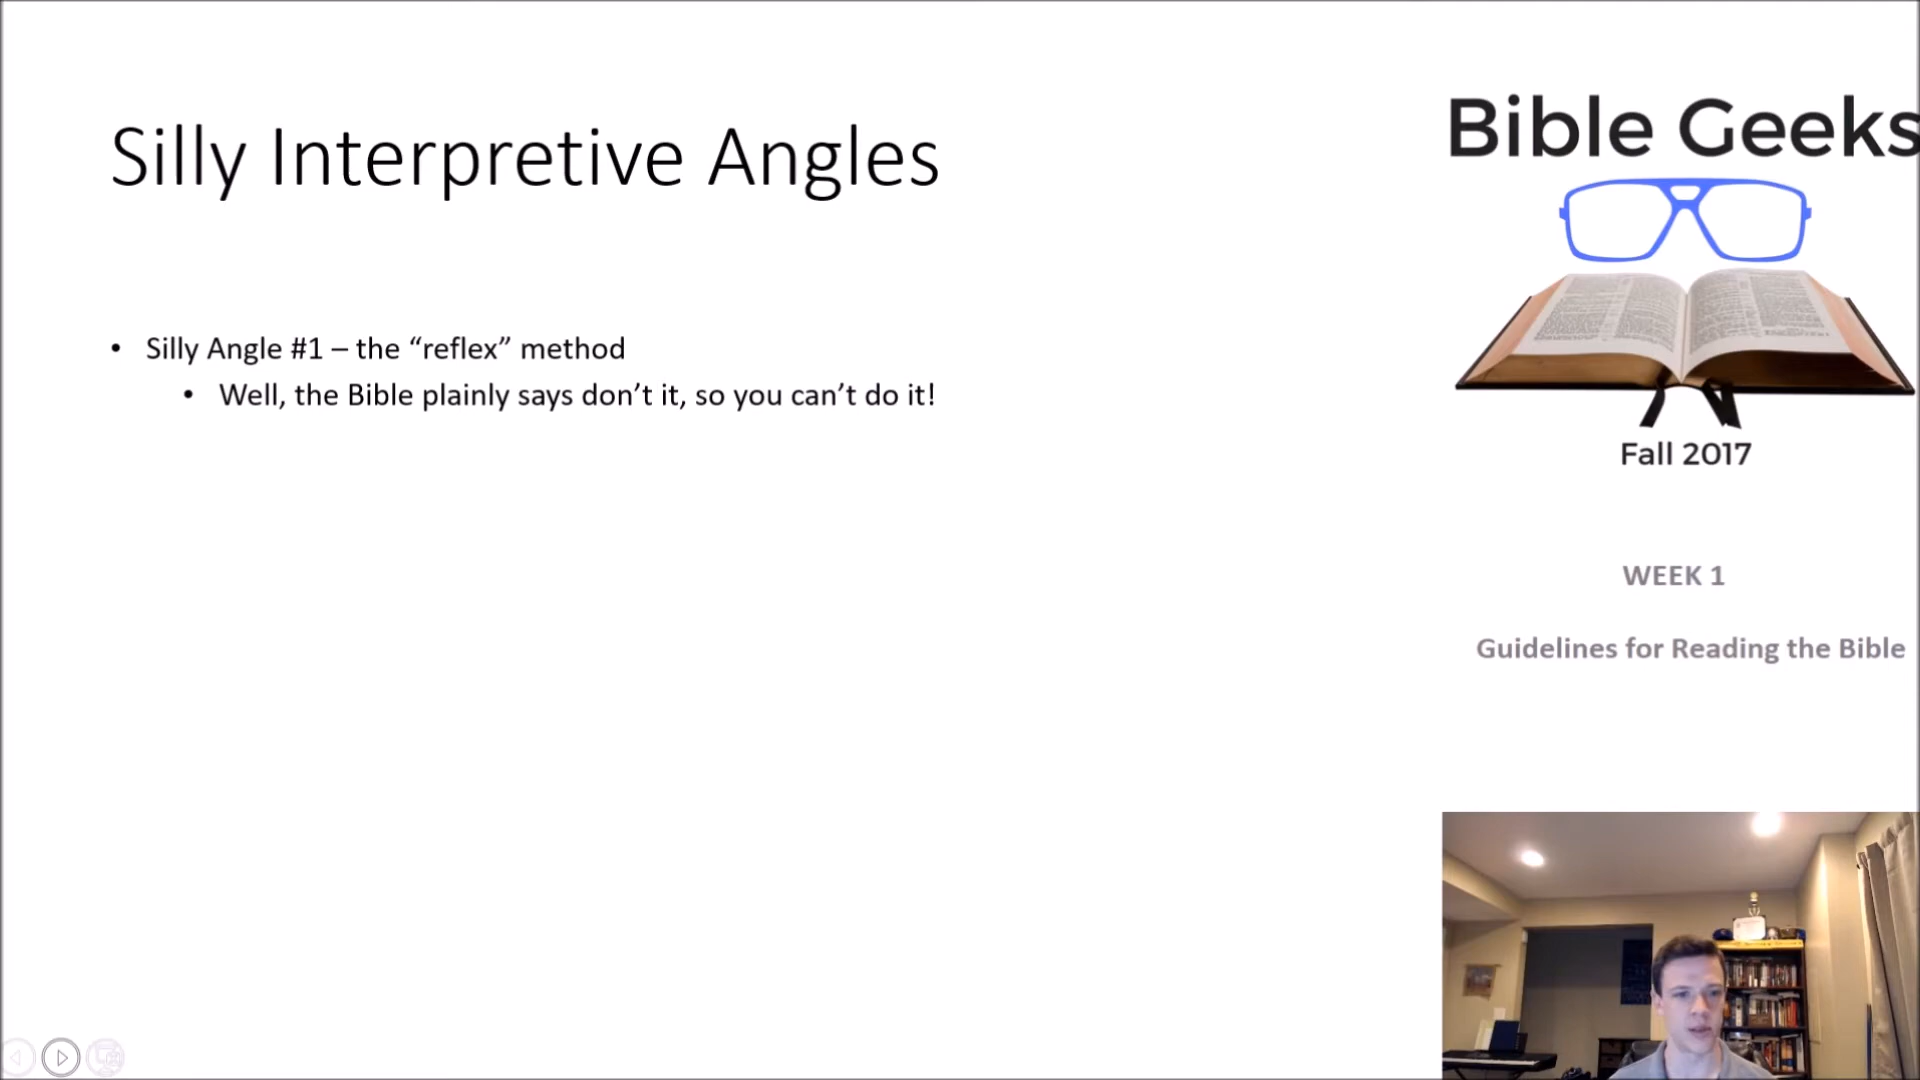 Silly Interpretive Angles
• Silly Angle #1 – the “reflex” method
• Well, the Bible plainly says don’t it, so you can’t do it!
Bible Geeks
Fall 2017
WEEK 1
Guidelines for Reading the Bible